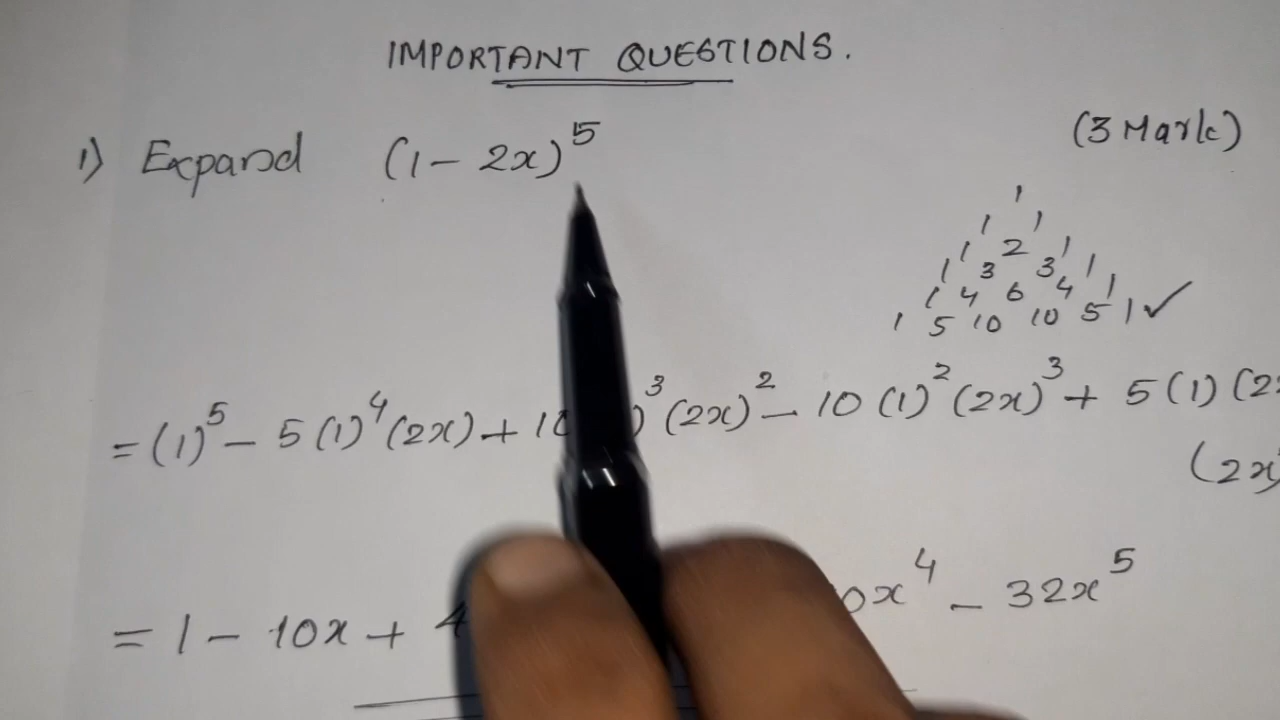 IMPORTANT QUESTIONS.
1) Expand (1 - 2x)^5 (3 Mark)
1
1 1
1 2 1
1 3 3 1
1 4 6 4 1
1 5 10 10 5 1 ✓
= (1)^5 - 5(1)^4(2x) + 10 )^3(2x)^2 - 10(1)^2(2x)^3 + 5(1)(2x
(2x)
= 1 - 10x + 4 0x^4 - 32x^5